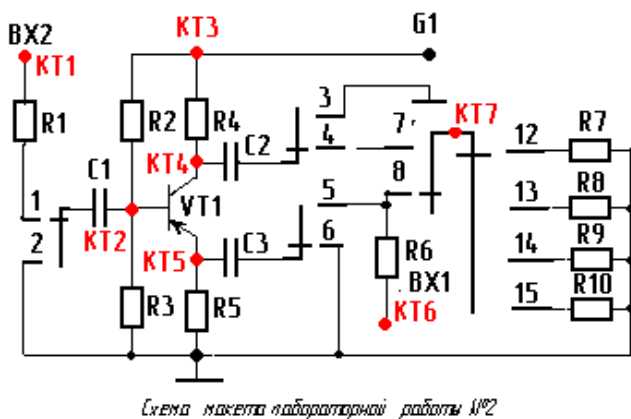 ВХ2
КТ1
КТ3
G1
R1
R2
R4
КТ4
C2
3
4
7
КТ7
12
R7
C1
1
2
КТ2
VT1
5
8
13
R8
КТ5
C3
6
R6
ВХ1
КТ6
14
R9
15
R10
R3
R5
Схема макета лабораторной работы №2